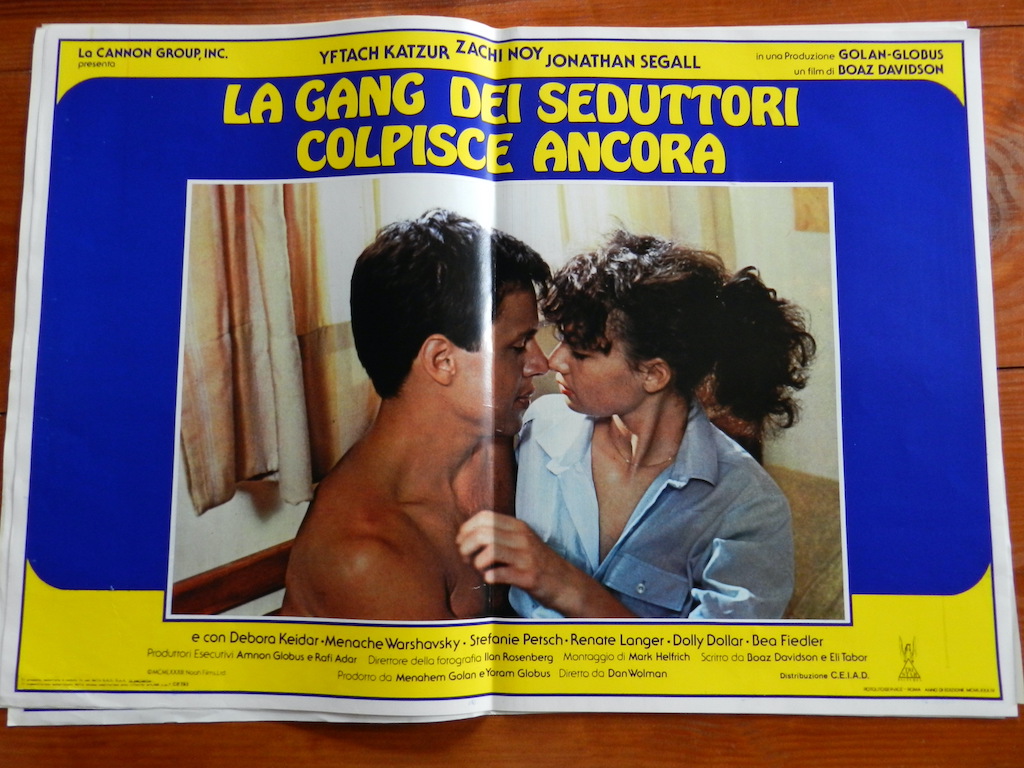 La CANNON GROUP, INC.
presenta
YFTACH KATZUR ZACHI NOY JONATHAN SEGALL
in una Produzione GOLAN-GLOBUS
un film di BOAZ DAVIDSON
LA GANG DEI SEDUTTORI
COLPISCE ANCORA
e con Debora Keidar • Menache Warshavsky • Stefanie Petsch • Renate Langer • Dolly Dollar • Bea Fiedler
Produttori Esecutivi Amnon Globus e Rafi Adar Direttore della fotografia Ilan Rosenberg Montaggio di Mark Helfrich Scritto da Boaz Davidson e Eli Tabor
Prodotto da Menahem Golan e Yoram Globus Diretto da Dan Wolman
Distribuzione C.E.I.A.D.